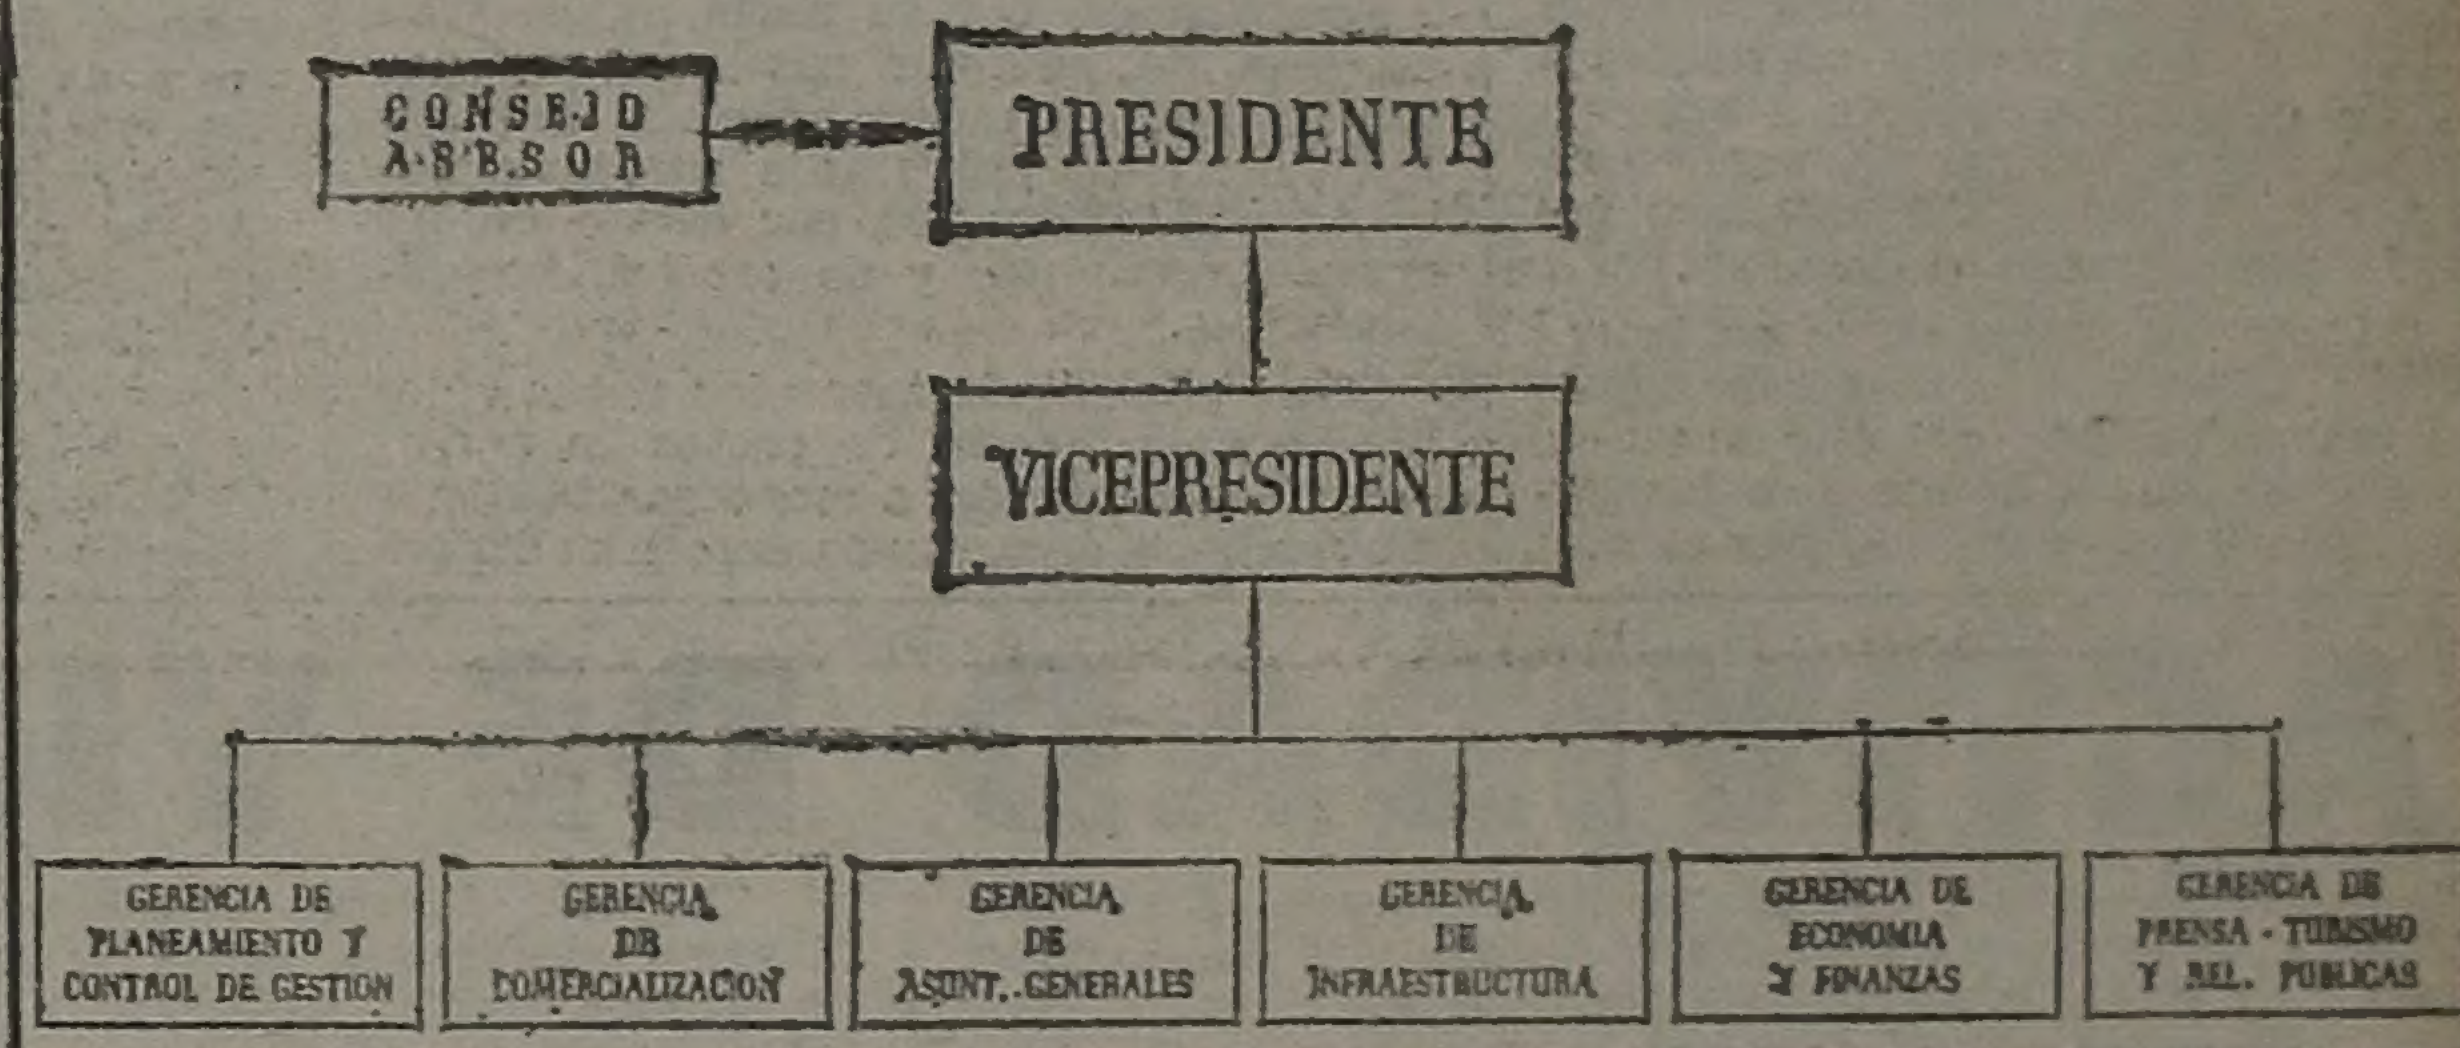 CONSEJO
ASESOR
PRESIDENTE
VICEPRESIDENTE
GERENCIA DE
PLANEAMIENTO Y
CONTROL DE GESTION
GERENCIA
DE
COMERCIALIZACION
GERENCIA
DE
ASUNT. GENERALES
GERENCIA
DE
INFRAESTRUCTURA
GERENCIA DE
ECONOMIA
Y FINANZAS
GERENCIA DE
PRENSA - TURISMO
Y REL. PUBLICAS